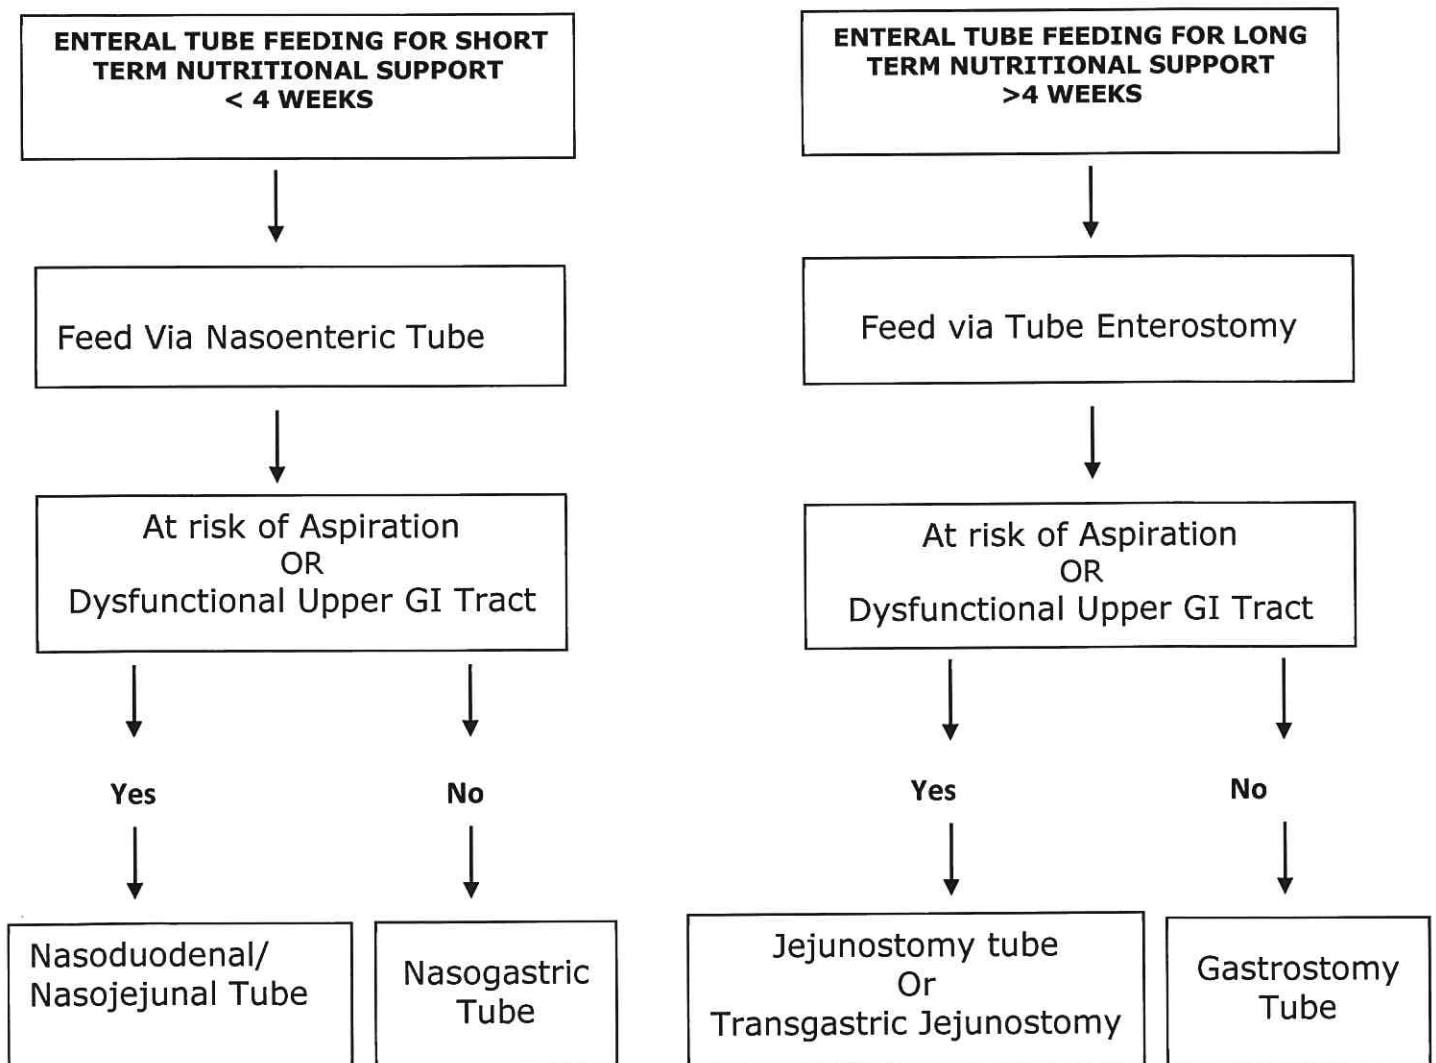 ENTERAL TUBE FEEDING FOR SHORT
TERM NUTRITIONAL SUPPORT
< 4 WEEKS
Feed Via Nasoenteric Tube
At risk of Aspiration
OR
Dysfunctional Upper GI Tract
Yes
No
Nasoduodenal/
Nasojejunal Tube
Nasogastric
Tube
ENTERAL TUBE FEEDING FOR LONG
TERM NUTRITIONAL SUPPORT
>4 WEEKS
Feed via Tube Enterostomy
At risk of Aspiration
OR
Dysfunctional Upper GI Tract
Yes
No
Jejunostomy tube
Or
Transgastric Jejunostomy
Gastrostomy
Tube